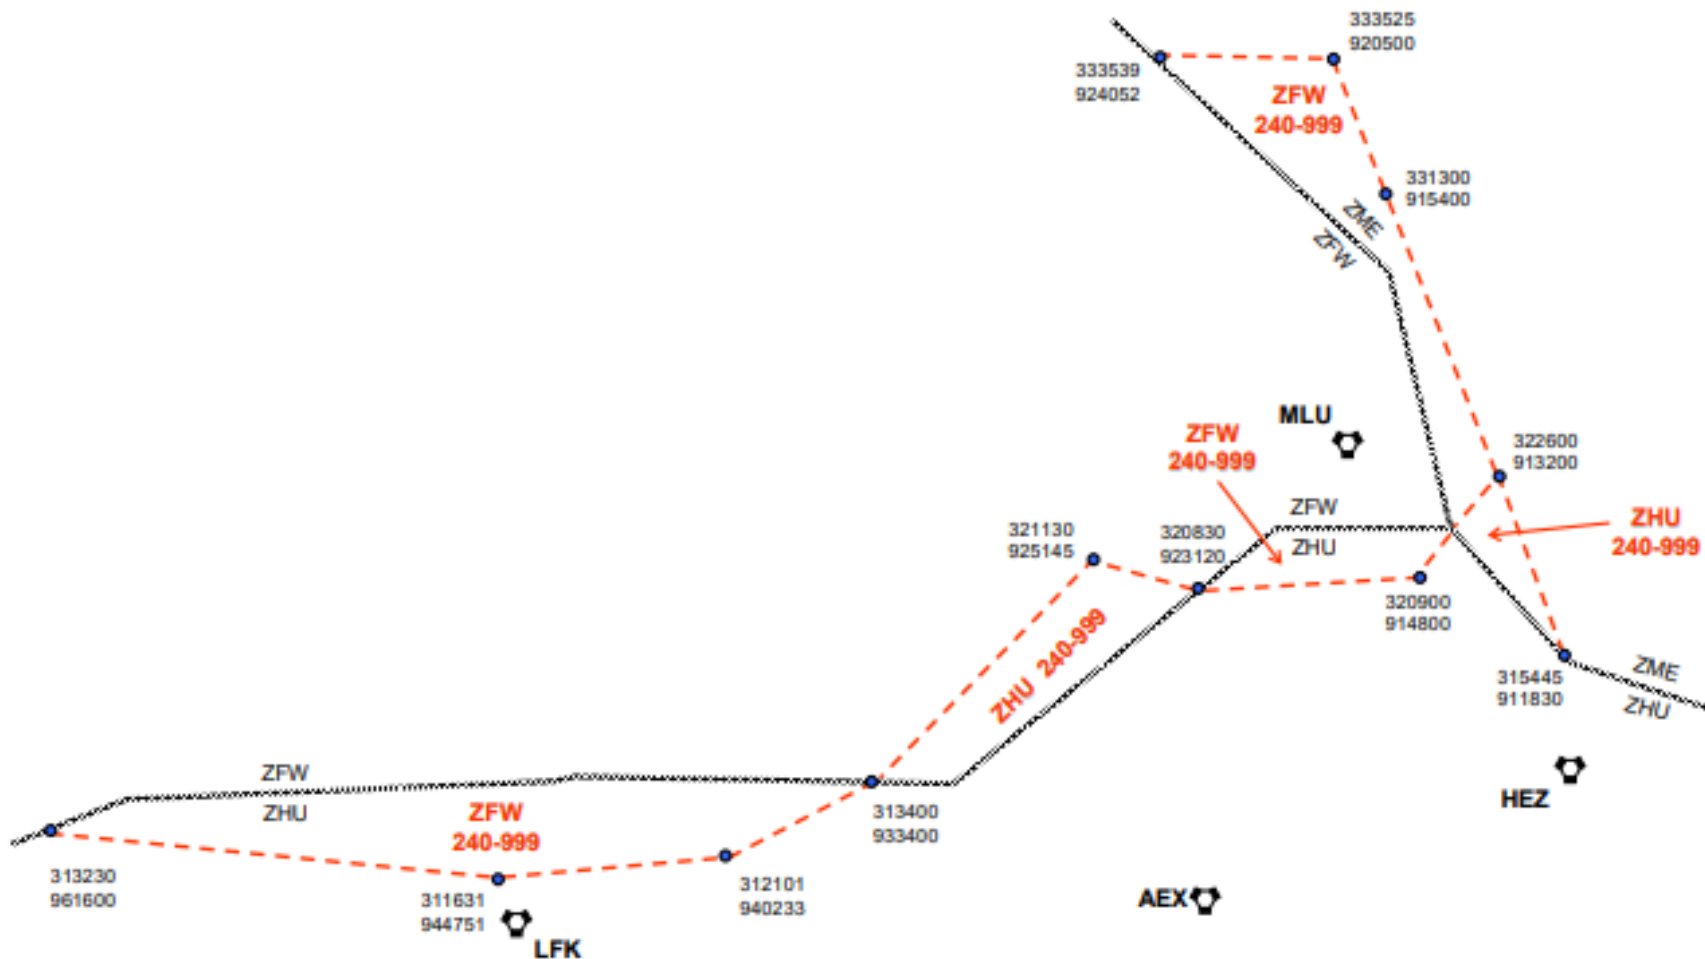 333525
920500
333539
924052
ZFW
240-999
331300
915400
ZME
ZFW
MLU
ZFW
240-999
322600
913200
ZFW
ZHU
ZHU
240-999
321130
925145
320830
923120
320900
914800
ZHU 240-999
315445
911830
ZME
ZHU
HEZ
ZFW
ZHU
ZFW
240-999
313400
933400
313230
961600
311631
944751
312101
940233
AEX
LFK